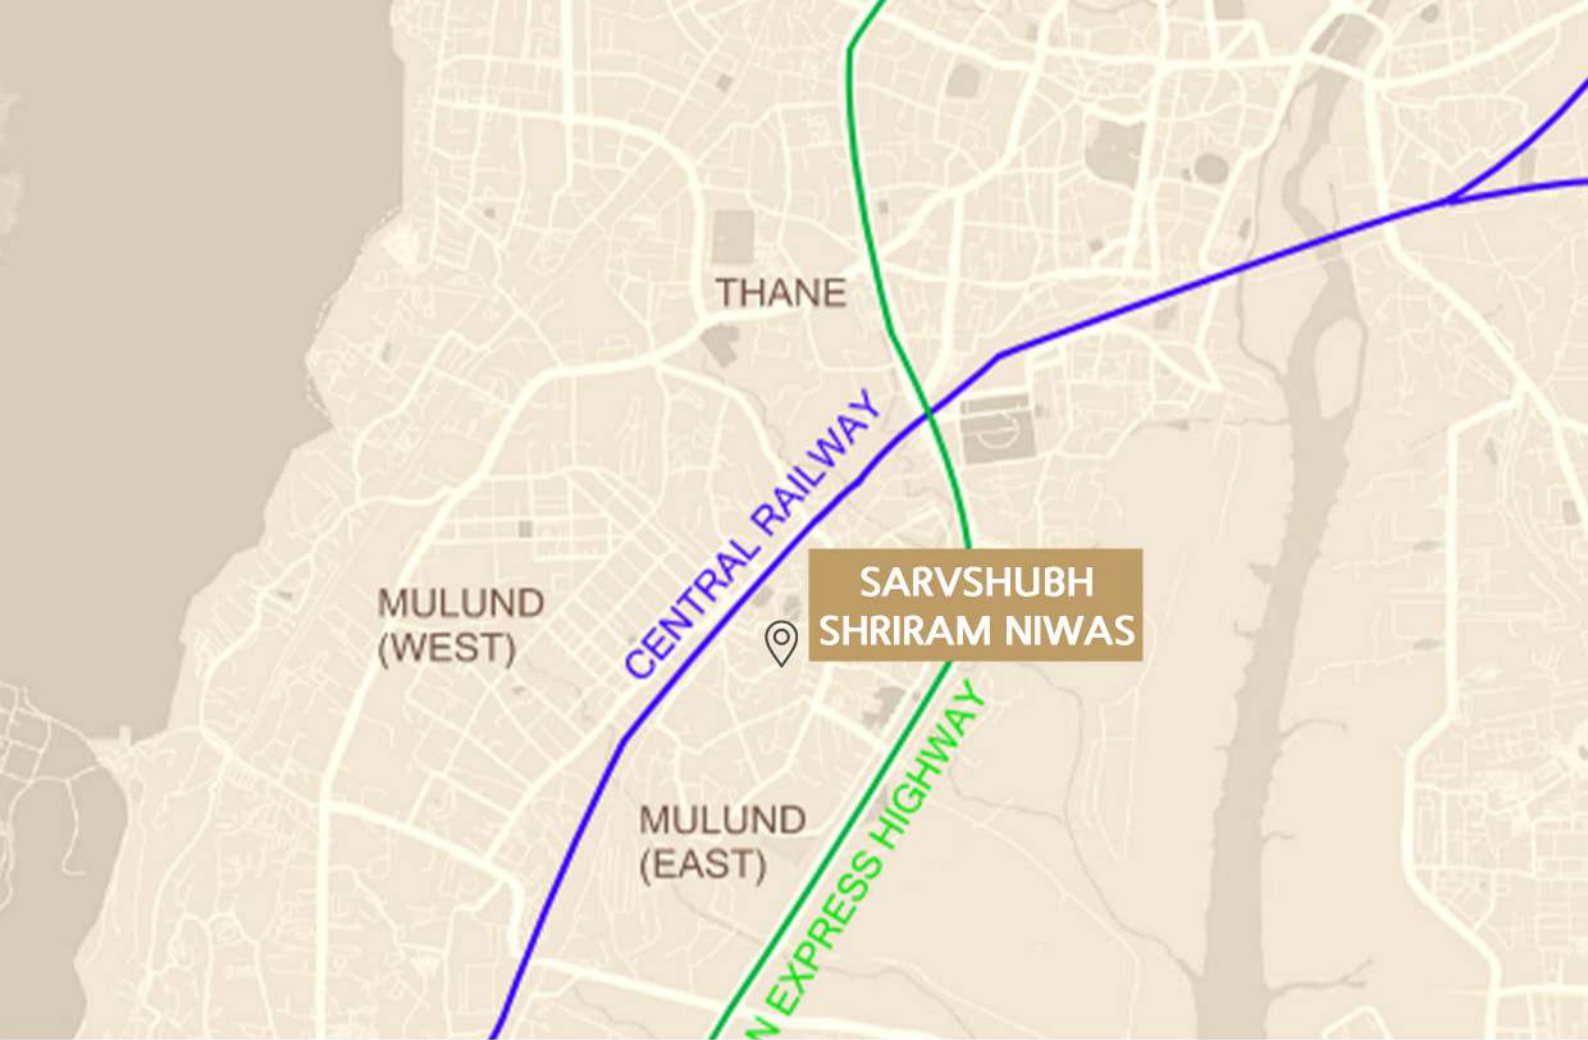 THANE
CENTRAL RAILWAY
SARVSHUBH
SHRIRAM NIWAS
MULUND
(WEST)
MULUND
(EAST)
N EXPRESS HIGHWAY